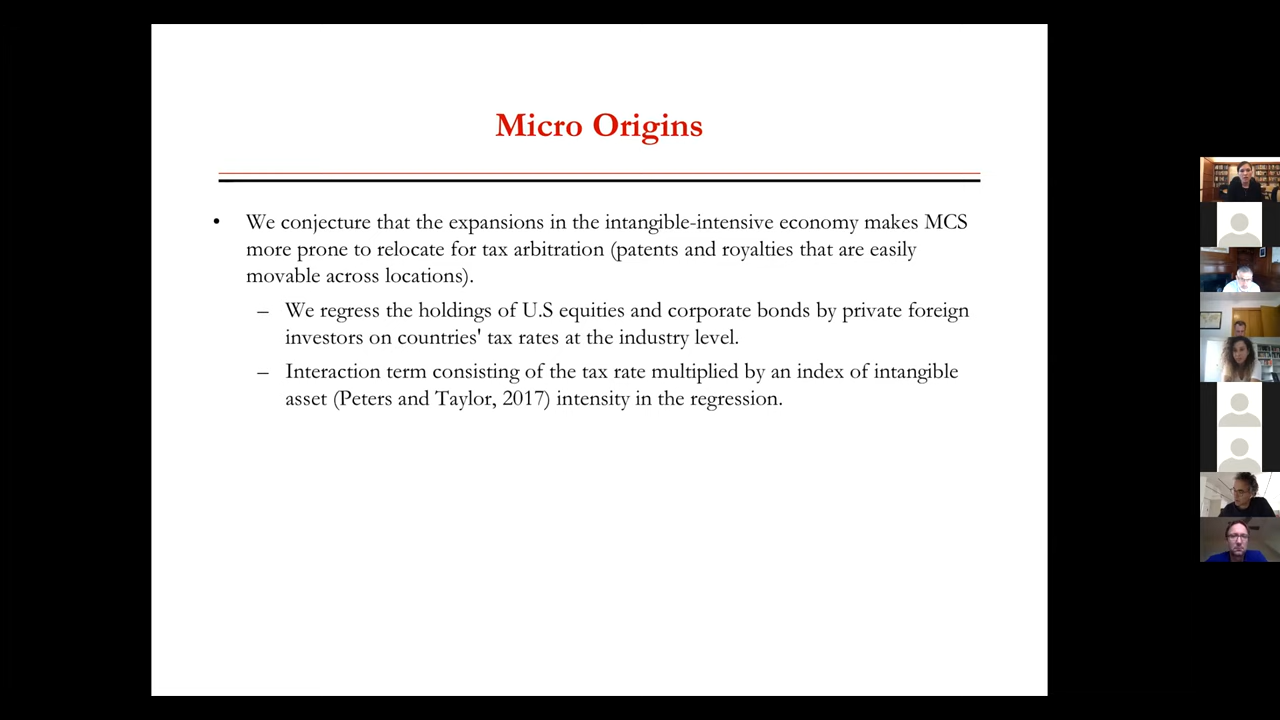 Micro Origins
• We conjecture that the expansions in the intangible-intensive economy makes MCS
more prone to relocate for tax arbitration (patents and royalties that are easily
movable across locations).
– We regress the holdings of U.S equities and corporate bonds by private foreign
investors on countries' tax rates at the industry level.
– Interaction term consisting of the tax rate multiplied by an index of intangible
asset (Peters and Taylor, 2017) intensity in the regression.